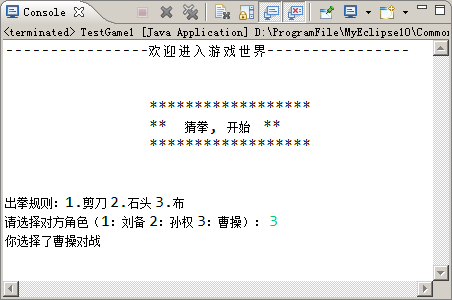 Console
<terminated> TestGame1 [Java Application] D:\ProgramFile\MyEclipse10\Common
----------------欢迎进入游戏世界----------------
******************
** 猜拳, 开始 **
******************
出拳规则: 1.剪刀 2.石头 3.布
请选择对方角色（1: 刘备 2: 孙权 3: 曹操）: 3
你选择了曹操对战